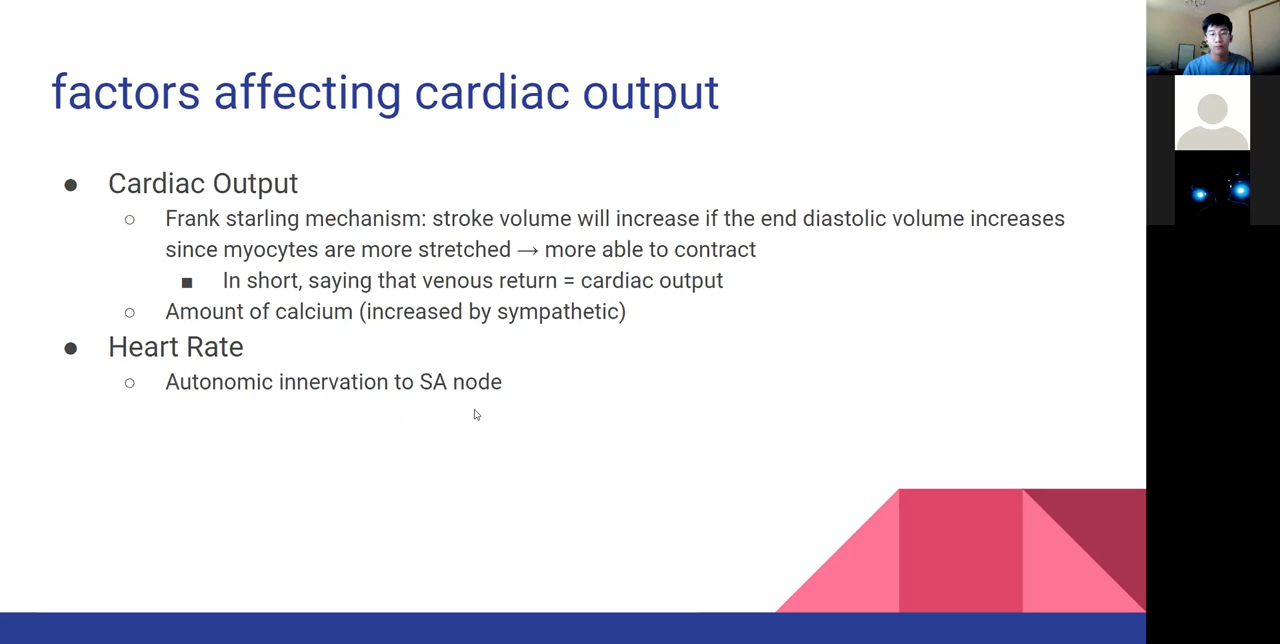 factors affecting cardiac output
● Cardiac Output
○ Frank starling mechanism: stroke volume will increase if the end diastolic volume increases
since myocytes are more stretched → more able to contract
■ In short, saying that venous return = cardiac output
○ Amount of calcium (increased by sympathetic)
● Heart Rate
○ Autonomic innervation to SA node